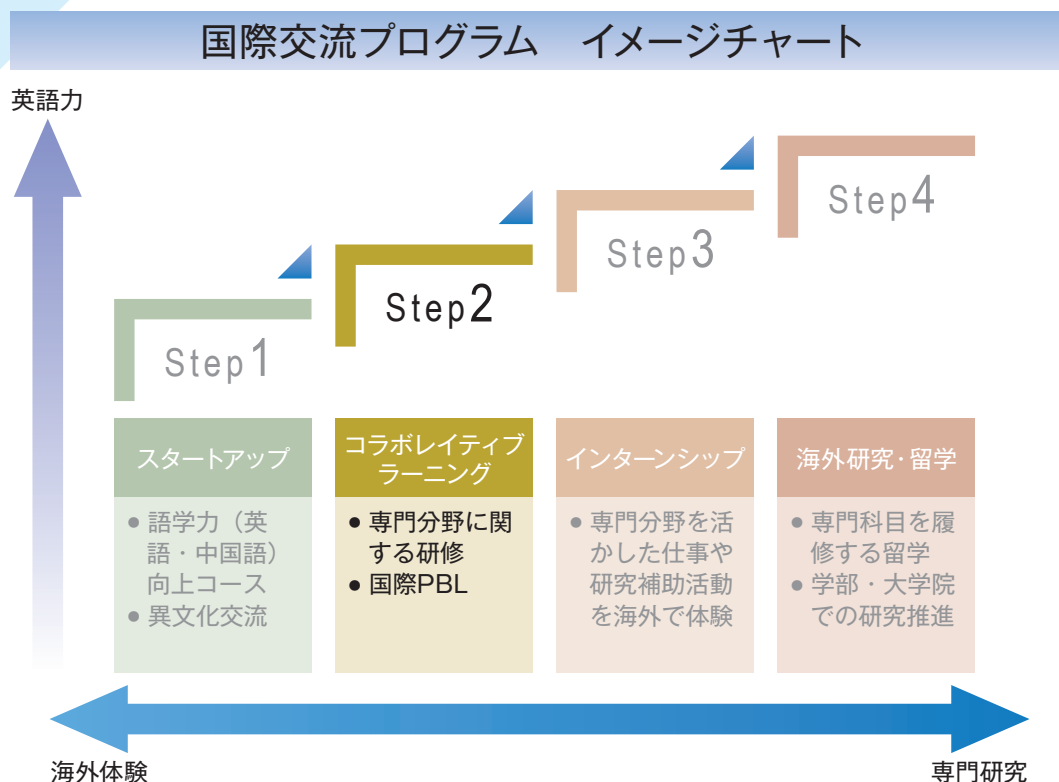 国際交流プログラム　イメージチャート
英語力
Step1
Step2
Step3
Step4
スタートアップ
● 語学力（英
語・中国語）
向上コース
● 異文化交流
コラボレイティブ
ラーニング
● 専門分野に関
する研修
● 国際PBL
インターンシップ
● 専門分野を活
かした仕事や
研究補助活動
を海外で体験
海外研究・留学
● 専門科目を履
修する留学
● 学部・大学院
での研究推進
海外体験
専門研究